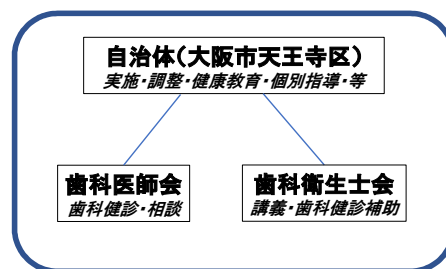 自治体（大阪市天王寺区）
実施・調整・健康教育・個別指導・等
歯科医師会
歯科健診・相談
歯科衛生士会
講義・歯科健診補助